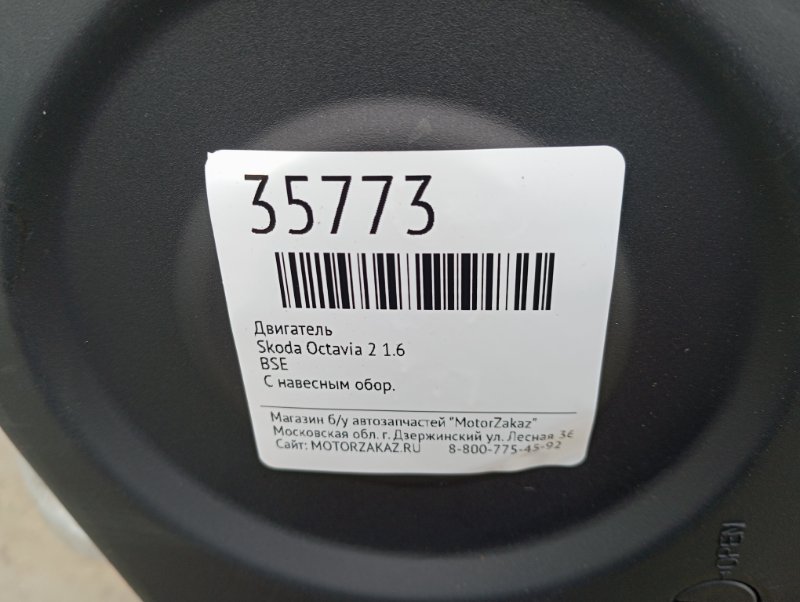 35773
Двигатель
Skoda Octavia 2 1.6
BSE
С навесным обор.
Магазин б/у автозапчастей "MotorZakaz"
Московская обл. г. Дзержинский ул. Лесная 36
Сайт: MOTORZAKAZ.RU 8-800-775-45-92
OPEN